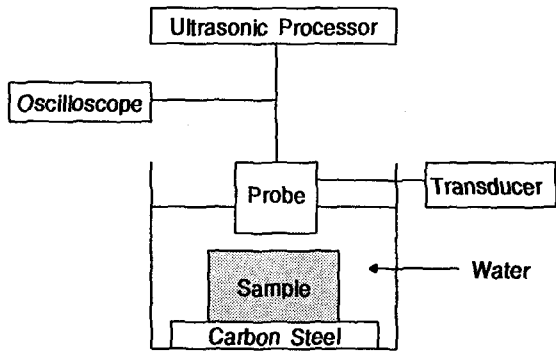 Ultrasonic Processor
Oscilloscope
Probe
Transducer
Water
Sample
Carbon Steel